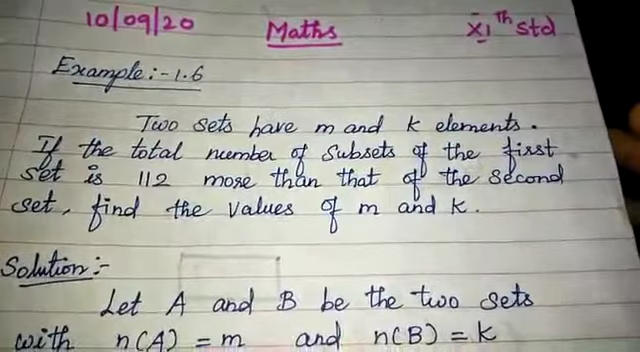 10/09/20 Maths XIth std
Example:-1.6
Two sets have m and k elements.
If the total number of subsets of the first
set is 112 more than that of the second
set, find the values of m and k.
Solution:-
Let A and B be the two sets
with n(A) = m and n(B) = k